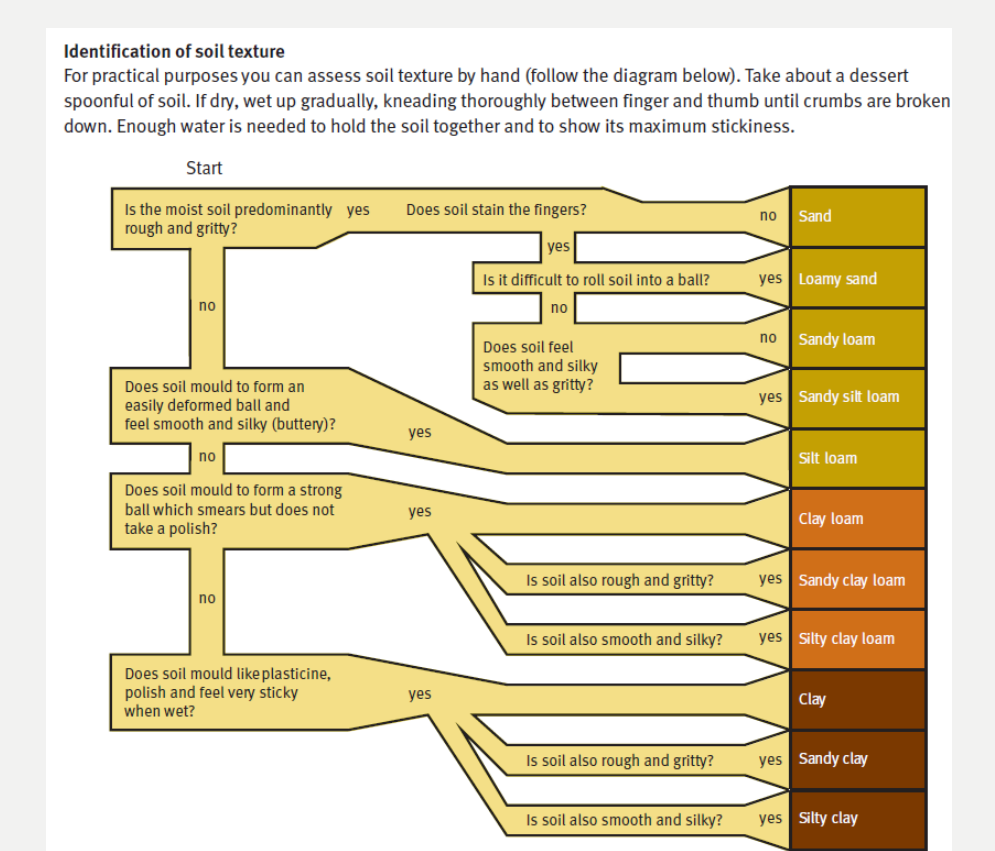 Identification of soil texture
For practical purposes you can assess soil texture by hand (follow the diagram below). Take about a dessert
spoonful of soil. If dry, wet up gradually, kneading thoroughly between finger and thumb until crumbs are broken
down. Enough water is needed to hold the soil together and to show its maximum stickiness.
Start
Is the moist soil predominantly
rough and gritty?
yes
Does soil stain the fingers?
no
Sand
yes
Is it difficult to roll soil into a ball?
yes
Loamy sand
no
no
Does soil feel
smooth and silky
as well as gritty?
no
Sandy loam
yes
Sandy silt loam
Does soil mould to form an
easily deformed ball and
feel smooth and silky (buttery)?
yes
Silt loam
no
Does soil mould to form a strong
ball which smears but does not
take a polish?
yes
Clay loam
Is soil also rough and gritty?
yes
Sandy clay loam
no
Is soil also smooth and silky?
yes
Silty clay loam
Does soil mould like plasticine,
polish and feel very sticky
when wet?
yes
Clay
Is soil also rough and gritty?
yes
Sandy clay
Is soil also smooth and silky?
yes
Silty clay